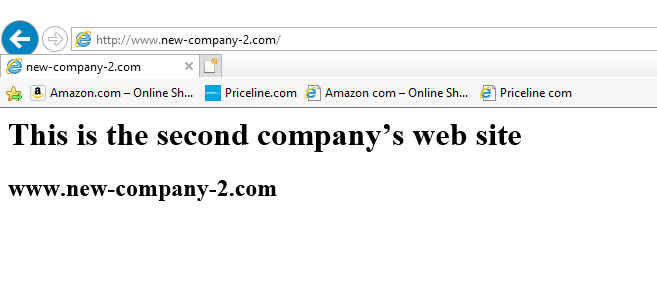 http://www.new-company-2.com/
new-company-2.com
Amazon.com – Online Sh... Priceline.com Amazon com – Online Sh... Priceline com
This is the second company’s web site
www.new-company-2.com